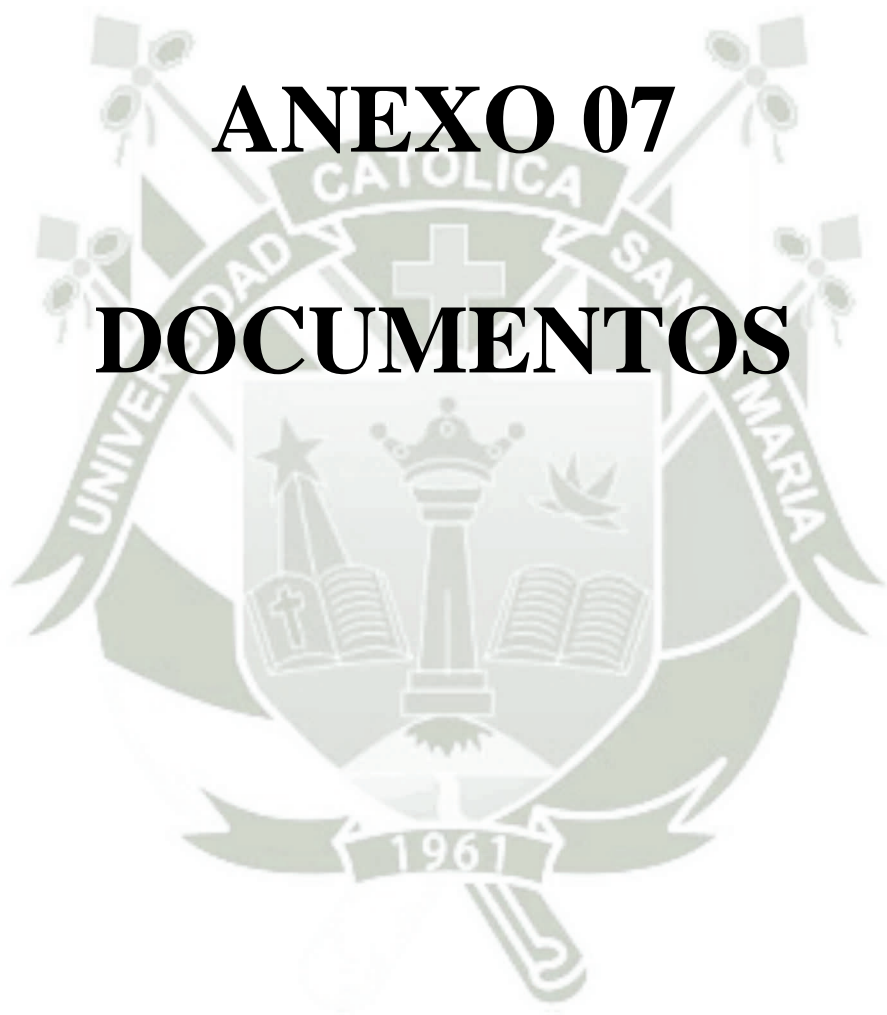 ANEXO 07
CATOLICA
UNIVERSIDAD
SANTA MARIA
DOCUMENTOS
1961